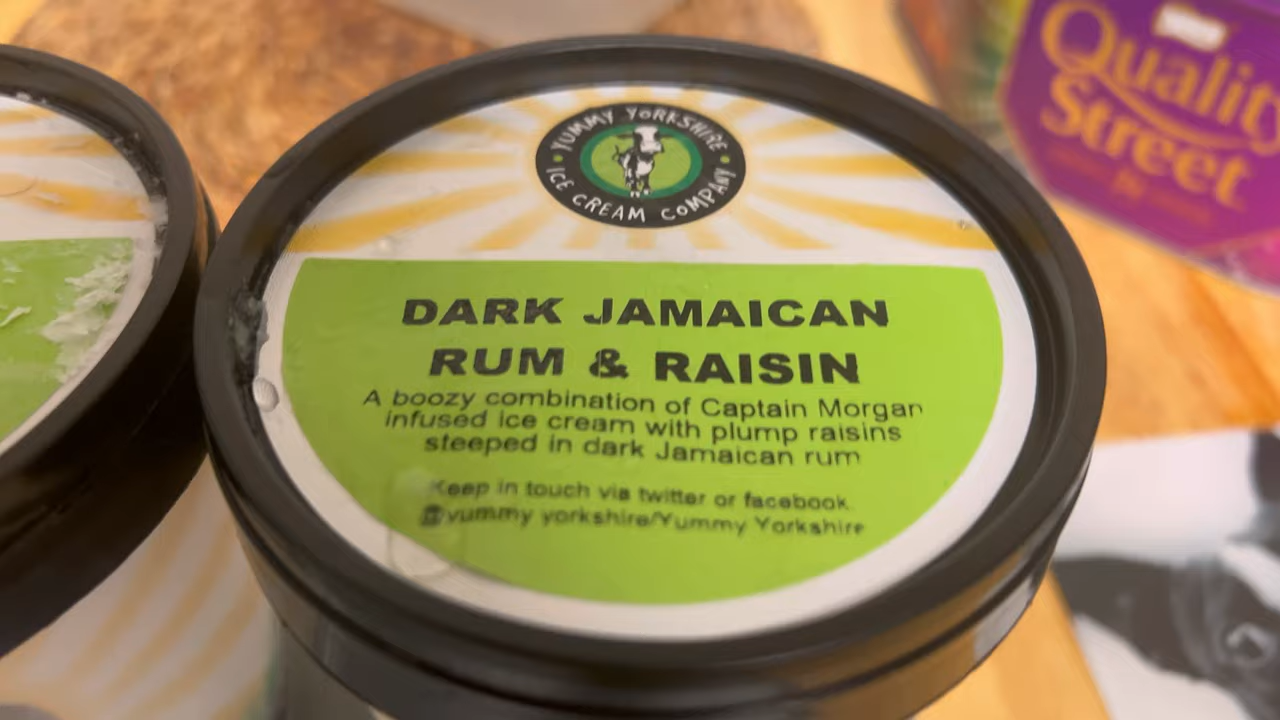 YUMMY YORKSHIRE
ICE CREAM COMPANY
DARK JAMAICAN
RUM & RAISIN
A boozy combination of Captain Morgan
infused ice cream with plump raisins
steeped in dark Jamaican rum
Keep in touch via twitter or facebook.
@yummy yorkshire/Yummy Yorkshire
Quality
Street